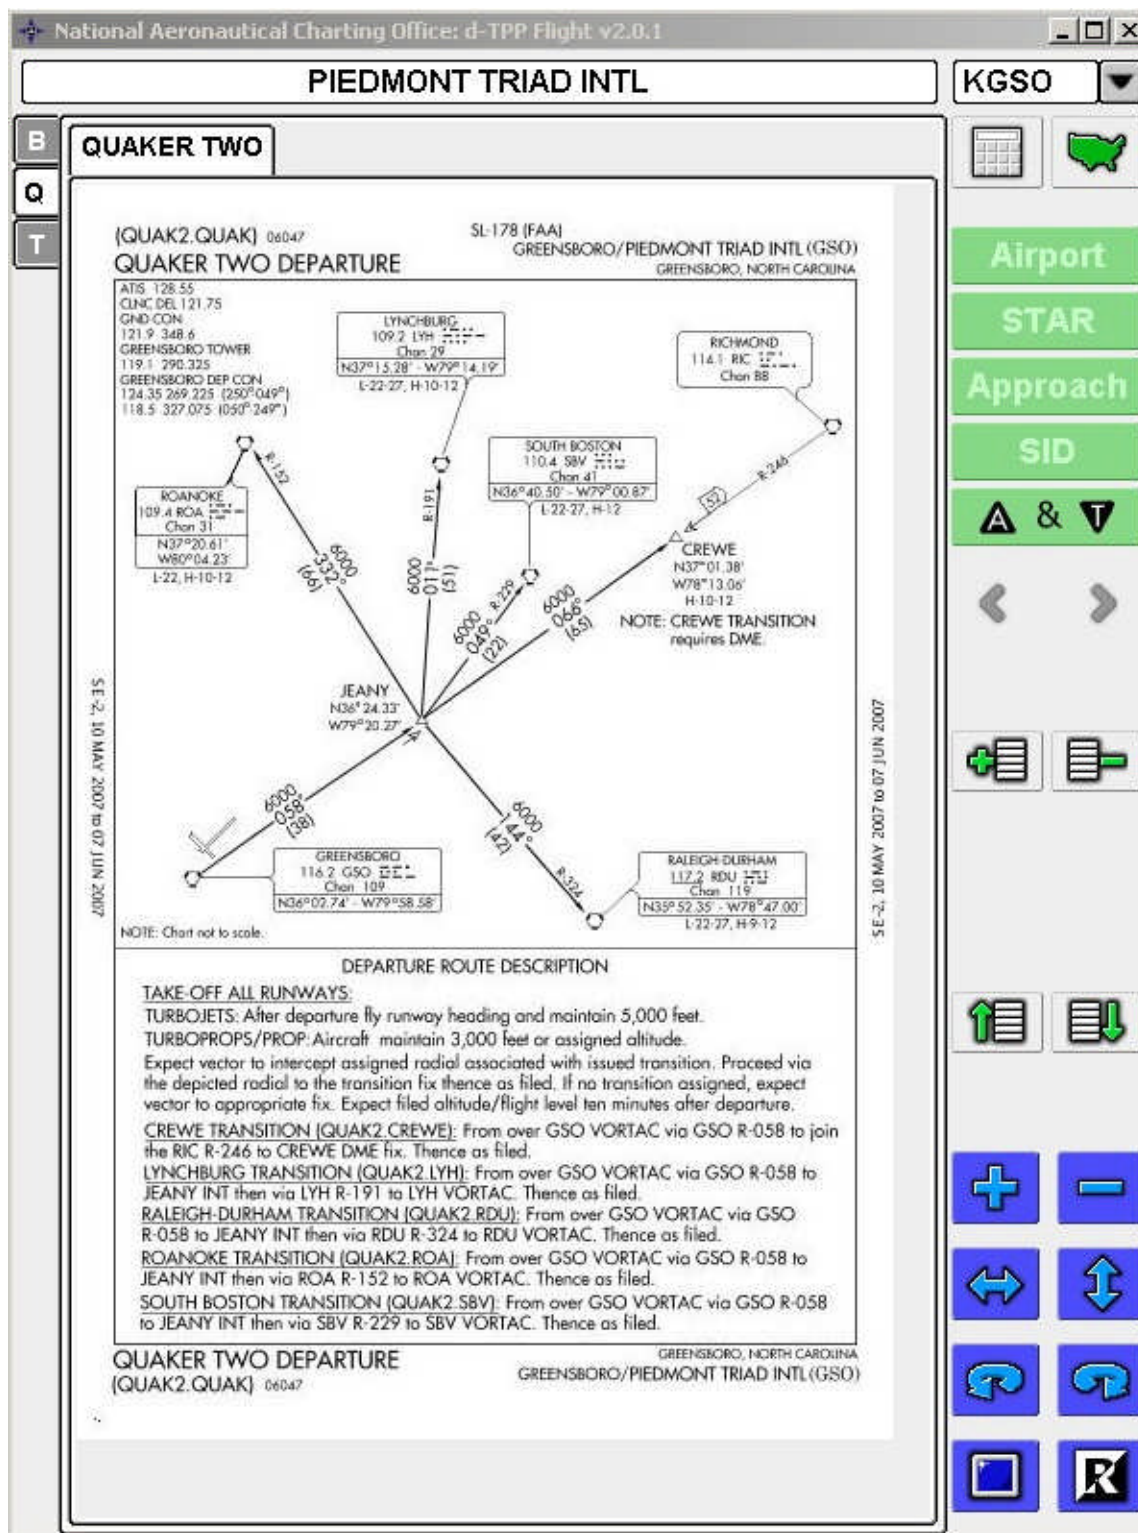 National Aeronautical Charting Office: d-TPP Flight v2.0.1
PIEDMONT TRIAD INTL
KGSO
B
Q
T
QUAKER TWO
(QUAK2.QUAK) 06047
SL-178 (FAA)
GREENSBORO/PIEDMONT TRIAD INTL (GSO)
QUAKER TWO DEPARTURE
GREENSBORO, NORTH CAROLINA
ATIS 128.55
CLNC DEL 121.75
GND CON
121.9 348.6
GREENSBORO TOWER
119.1 290.325
GREENSBORO DEP CON
124.35 269.225 (250°-049°)
118.5 327.075 (050°-249°)
LYNCHBURG
109.2 LYH
Chan 29
N37°15.28' - W79°14.19'
L-22-27, H-10-12
RICHMOND
114.1 RIC
Chan 88
SOUTH BOSTON
110.4 SBV
Chan 41
N36°40.50' - W79°00.87'
L-22-27, H-12
ROANOKE
109.4 ROA
Chan 31
N37°20.61'
W80°04.23'
L-22, H-10-12
R-152
R-191
R-229
R-246
(52)
CREWE
N37°01.38'
W78°13.06'
H-10-12
NOTE: CREWE TRANSITION
requires DME.
6000
332°
(66)
6000
011°
(51)
6000
049°
(22)
6000
066°
(65)
JEANY
N36°24.33'
W79°20.27'
6000
058°
(38)
6000
144°
(42)
R-324
GREENSBORO
116.2 GSO
Chan 109
N36°02.74' - W79°58.58'
RALEIGH-DURHAM
117.2 RDU
Chan 119
N35°52.35' - W78°47.00'
L-22-27, H-9-12
NOTE: Chart not to scale.
SE-2, 10 MAY 2007 to 07 JUN 2007
SE-2, 10 MAY 2007 to 07 JUN 2007
DEPARTURE ROUTE DESCRIPTION
TAKE-OFF ALL RUNWAYS:
TURBOJETS: After departure fly runway heading and maintain 5,000 feet.
TURBOPROPS/PROP: Aircraft maintain 3,000 feet or assigned altitude.
Expect vector to intercept assigned radial associated with issued transition. Proceed via
the depicted radial to the transition fix thence as filed. If no transition assigned, expect
vector to appropriate fix. Expect filed altitude/flight level ten minutes after departure.
CREWE TRANSITION (QUAK2.CREWE): From over GSO VORTAC via GSO R-058 to join
the RIC R-246 to CREWE DME fix. Thence as filed.
LYNCHBURG TRANSITION (QUAK2.LYH): From over GSO VORTAC via GSO R-058 to
JEANY INT then via LYH R-191 to LYH VORTAC. Thence as filed.
RALEIGH-DURHAM TRANSITION (QUAK2.RDU): From over GSO VORTAC via GSO
R-058 to JEANY INT then via RDU R-324 to RDU VORTAC. Thence as filed.
ROANOKE TRANSITION (QUAK2.ROA): From over GSO VORTAC via GSO R-058 to
JEANY INT then via ROA R-152 to ROA VORTAC. Thence as filed.
SOUTH BOSTON TRANSITION (QUAK2.SBV): From over GSO VORTAC via GSO R-058
to JEANY INT then via SBV R-229 to SBV VORTAC. Thence as filed.
QUAKER TWO DEPARTURE
(QUAK2.QUAK) 06047
GREENSBORO, NORTH CAROLINA
GREENSBORO/PIEDMONT TRIAD INTL (GSO)
Airport
STAR
Approach
SID
A & T
R